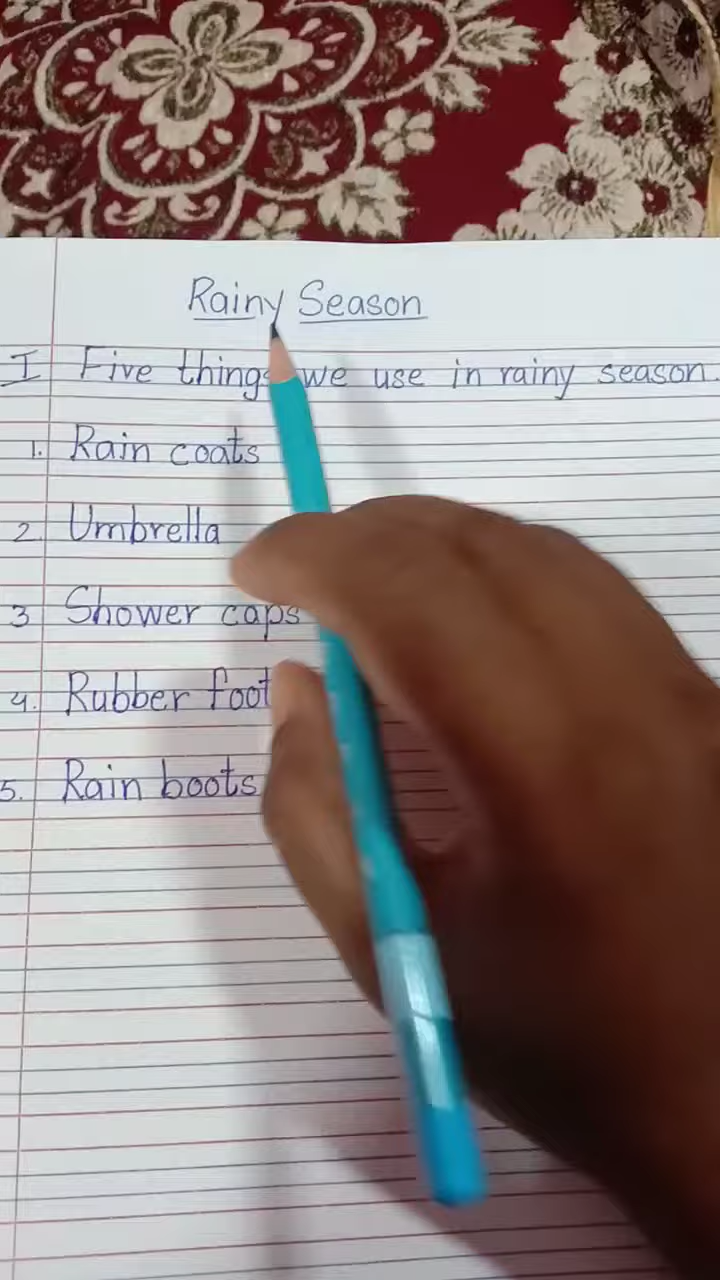 Rainy Season
I Five things we use in rainy season.
1. Rain coats
2. Umbrella
3 Shower caps
4. Rubber foot
5. Rain boots